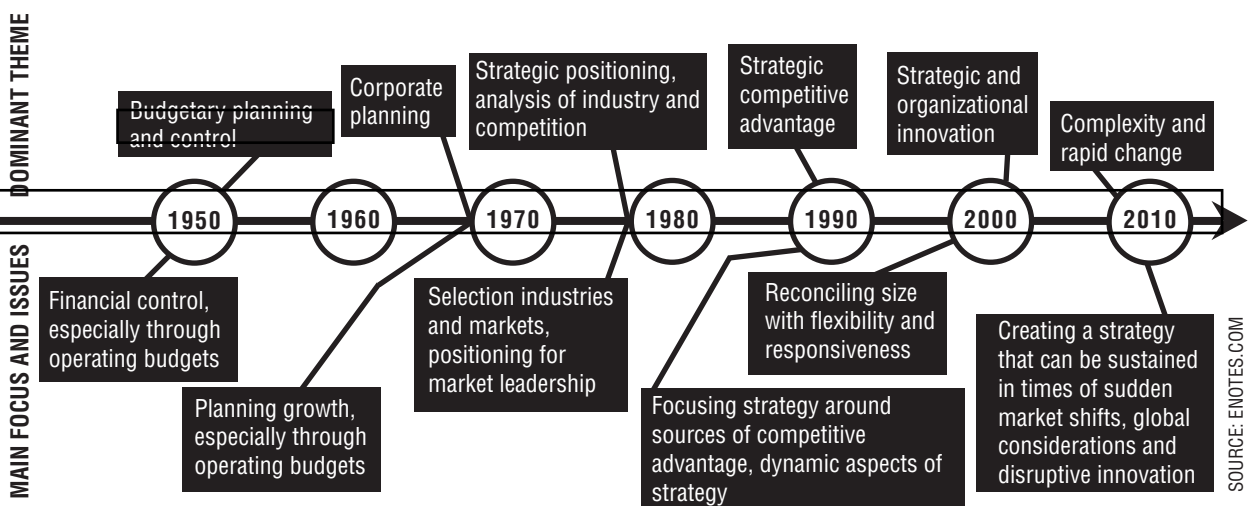 DOMINANT THEME
Budgetary planning
and control
Corporate
planning
Strategic positioning,
analysis of industry and
competition
Strategic
competitive
advantage
Strategic and
organizational
innovation
Complexity and
rapid change
1950
1960
1970
1980
1990
2000
2010
MAIN FOCUS AND ISSUES
Financial control,
especially through
operating budgets
Planning growth,
especially through
operating budgets
Selection industries
and markets,
positioning for
market leadership
Focusing strategy around
sources of competitive
advantage, dynamic aspects of
strategy
Reconciling size
with flexibility and
responsiveness
Creating a strategy
that can be sustained
in times of sudden
market shifts, global
considerations and
disruptive innovation
SOURCE: ENOTES.COM